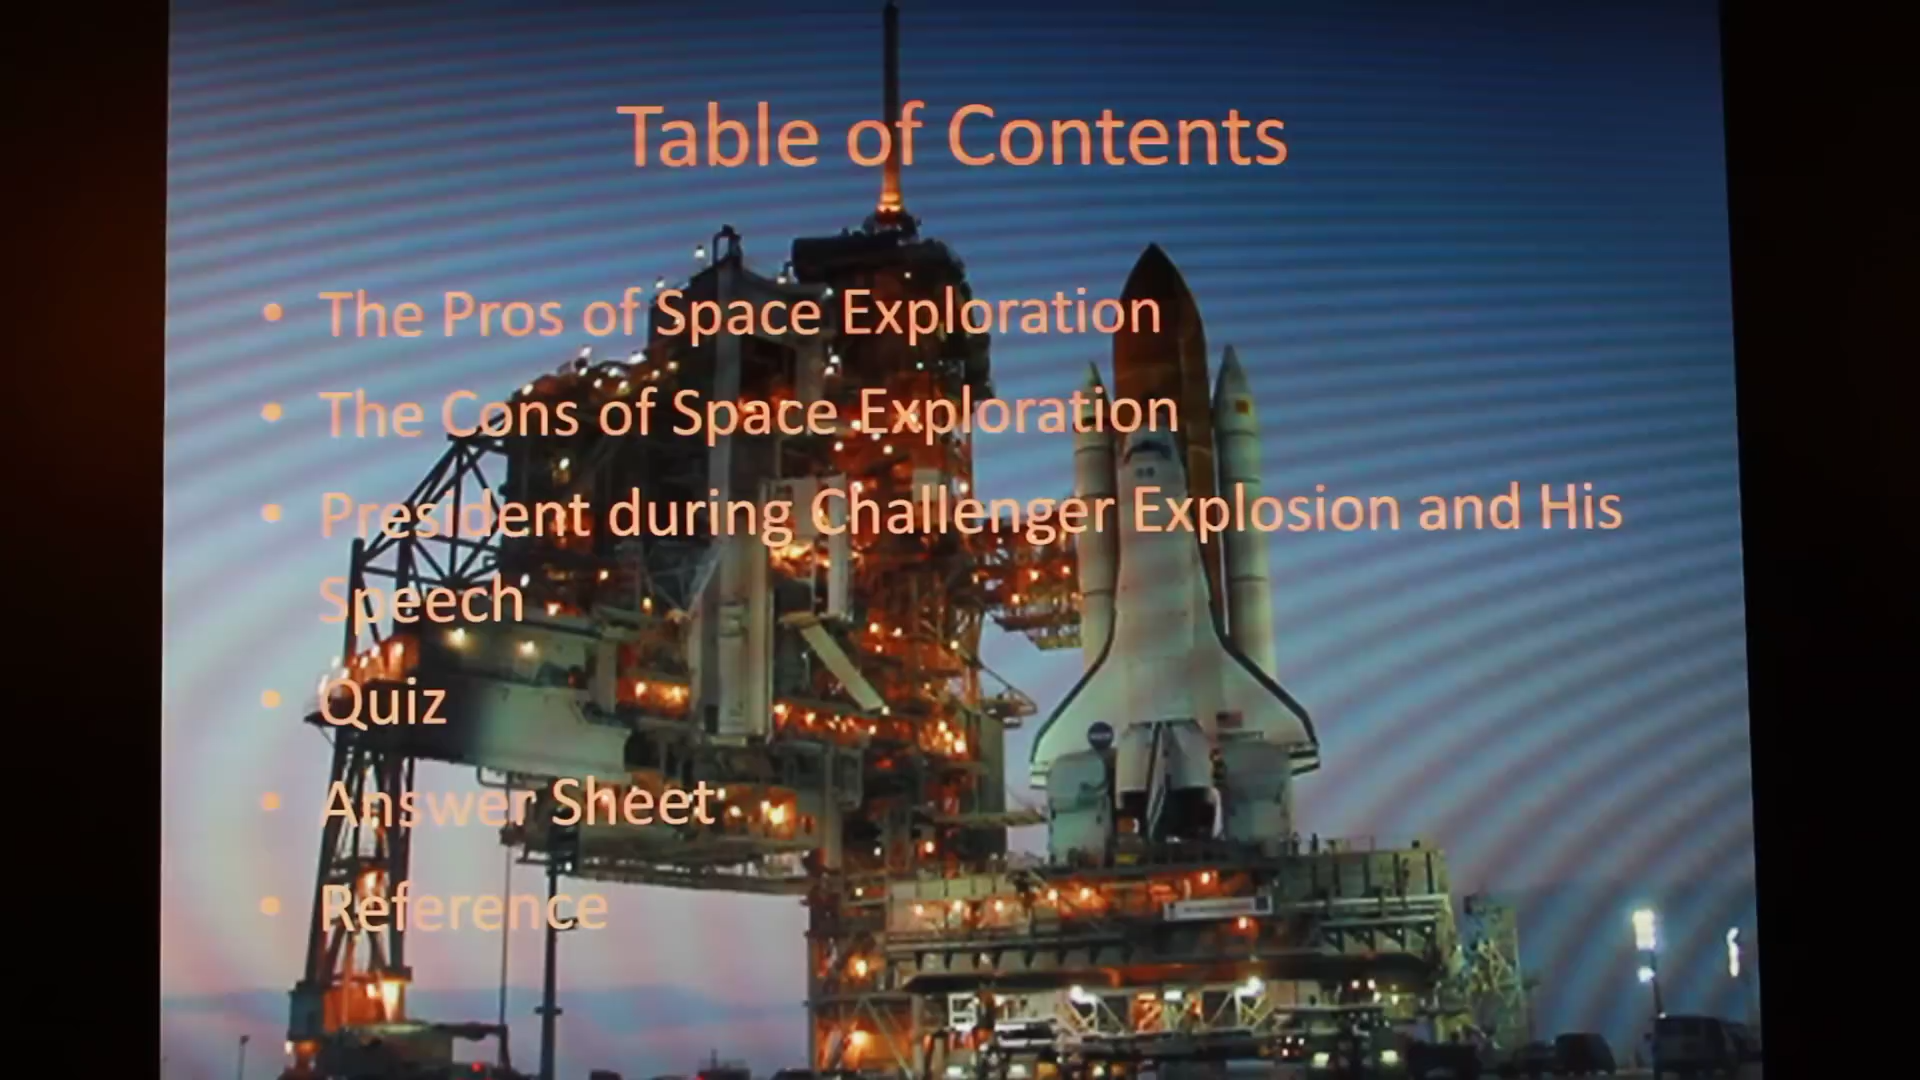 Table of Contents
• The Pros of Space Exploration
• The Cons of Space Exploration
• President during Challenger Explosion and His
Speech
• Quiz
• Answer Sheet
• Reference